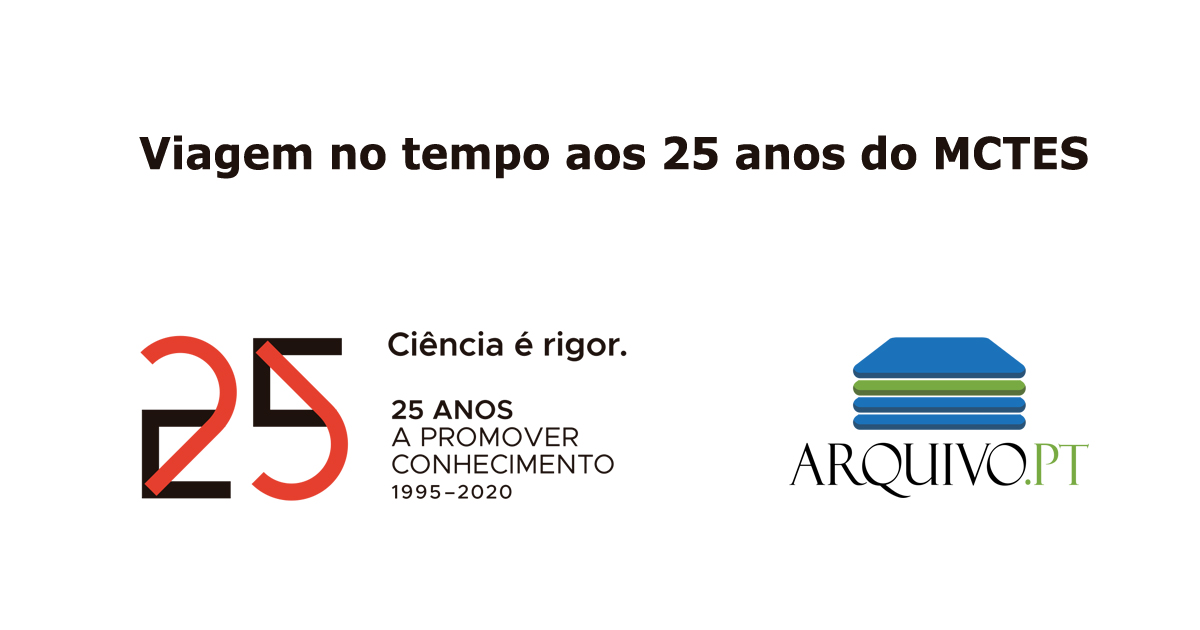 Viagem no tempo aos 25 anos do MCTES
25
Ciência é rigor.
25 ANOS
A PROMOVER
CONHECIMENTO
1995–2020
ARQUIVO.PT